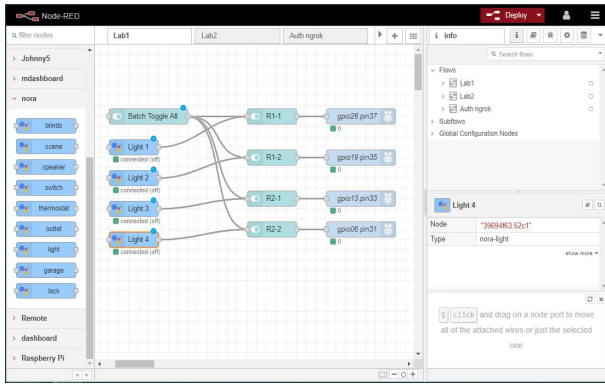 Node-RED
Deploy
filter nodes
Johnny5
mdashboard
nora
blinds
scene
speaker
switch
thermostat
outlet
light
garage
lock
Remote
dashboard
Raspberry Pi
Lab1
Lab2
Auth ngrok
Batch Toggle All
R1-1
gpio26 pin37
0
Light 1
connected (off)
R1-2
gpio19 pin35
0
Light 2
connected (off)
Light 3
connected (off)
R2-1
gpio13 pin33
0
Light 4
connected (off)
R2-2
gpio06 pin31
0
i info
i
Search flows
Flows
Lab1
Lab2
Auth ngrok
Subflows
Global Configuration Nodes
Light 4
Node "39694f63.52c1"
Type nora-light
show more
click and drag on a node port to move
all of the attached wires or just the selected
one